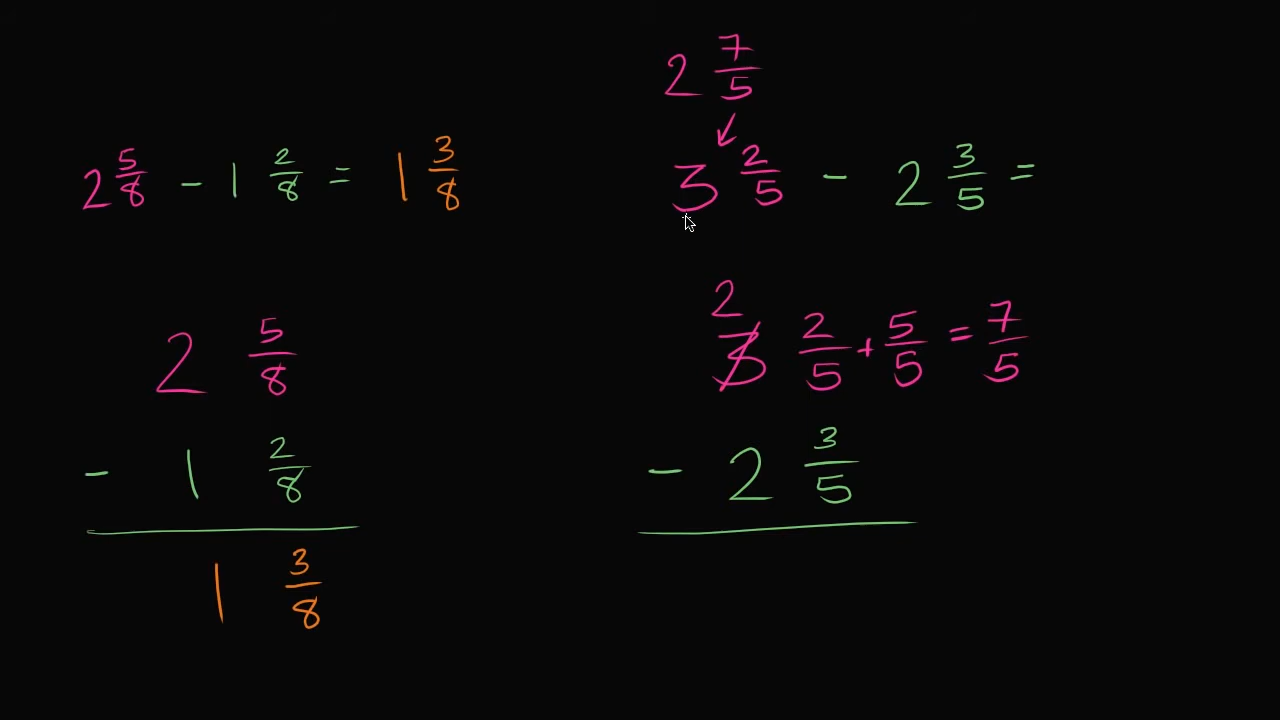 2 5/8 - 1 2/8 = 1 3/8
2 5/8
- 1 2/8
1 3/8
2 7/5
↙
3 2/5 - 2 3/5 =
2
3 2/5 + 5/5 = 7/5
- 2 3/5